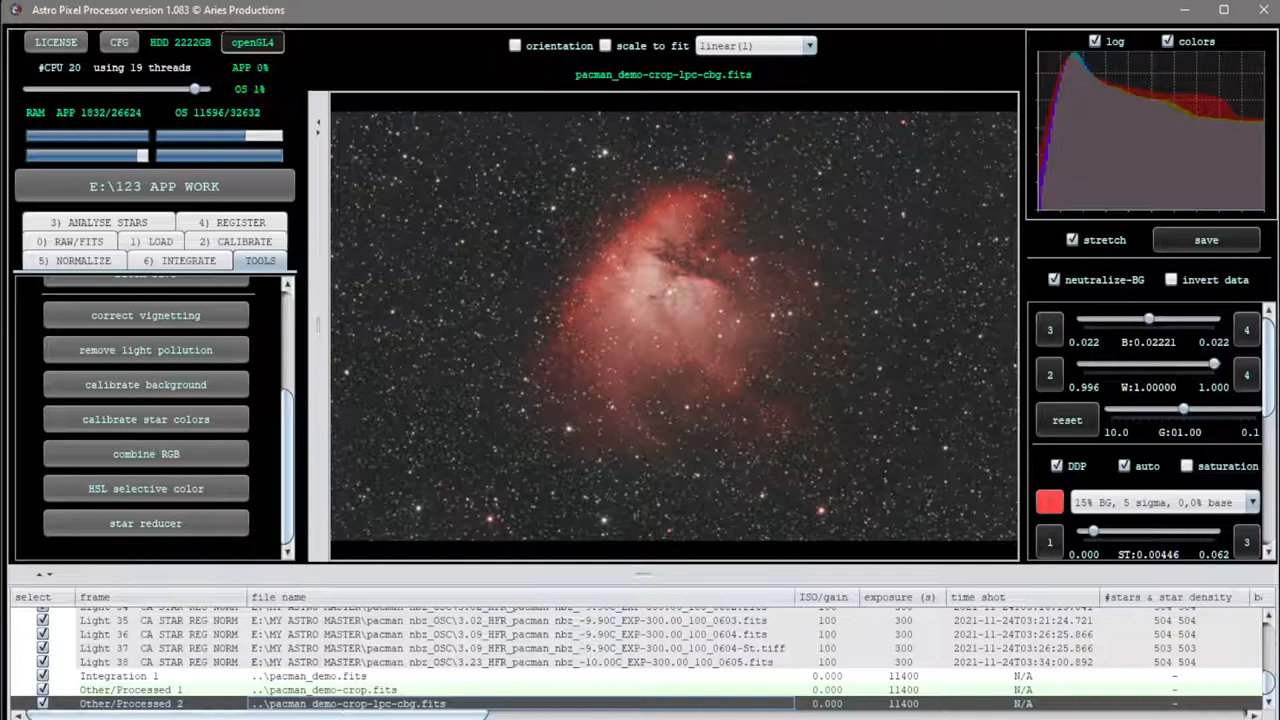 Astro Pixel Processor version 1.083 © Aries Productions
LICENSE CFG HDD 2222GB openGL4
#CPU 20 using 19 threads APP 0%
OS 1%
RAM APP 1832/26624 OS 11596/32632
E:\123 APP WORK
3) ANALYSE STARS 4) REGISTER
0) RAW/FITS 1) LOAD 2) CALIBRATE
5) NORMALIZE 6) INTEGRATE TOOLS
correct vignetting
remove light pollution
calibrate background
calibrate star colors
combine RGB
HSL selective color
star reducer
orientation scale to fit linear(1)
pacman_demo-crop-lpc-cbg.fits
log colors
stretch save
neutralize-BG invert data
3 4
0.022 B:0.02221 0.022
2 4
0.996 W:1.00000 1.000
reset
10.0 G:01.00 0.1
DDP auto saturation
15% BG, 5 sigma, 0,0% base
1 3
0.000 ST:0.00446 0.062
select frame file name ISO/gain exposure (s) time shot #stars & star density
Light 35 CA STAR REG NORM E:\MY ASTRO MASTER\pacman nbz_OSC\3.02_HFR_pacman nbz_-9.90C_EXP-300.00_100_0603.fits 100 300 2021-11-24T03:21:24.721 504 504
Light 36 CA STAR REG NORM E:\MY ASTRO MASTER\pacman nbz_OSC\3.09_HFR_pacman nbz_-9.90C_EXP-300.00_100_0604.fits 100 300 2021-11-24T03:26:25.866 504 504
Light 37 CA STAR REG NORM E:\MY ASTRO MASTER\pacman nbz_OSC\3.09_HFR_pacman nbz_-9.90C_EXP-300.00_100_0604-St.tiff 100 300 2021-11-24T03:26:25.866 503 503
Light 38 CA STAR REG NORM E:\MY ASTRO MASTER\pacman nbz_OSC\3.23_HFR_pacman nbz_-10.00C_EXP-300.00_100_0605.fits 100 300 2021-11-24T03:34:00.892 504 504
Integration 1 ..\pacman_demo.fits 0.000 11400 N/A -
Other/Processed 1 ..\pacman_demo-crop.fits 0.000 11400 N/A -
Other/Processed 2 ..\pacman_demo-crop-lpc-cbg.fits 0.000 11400 N/A -